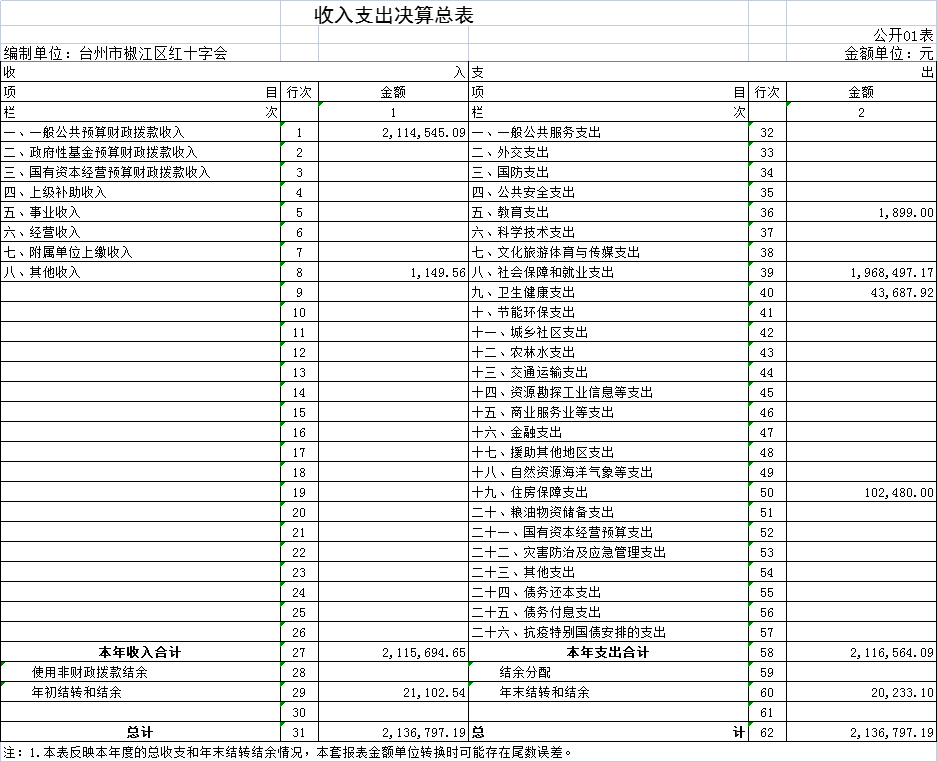 收入支出决算总表
公开01表
编制单位：台州市椒江区红十字会 金额单位：元
收 入 支 出
项 目 行次 金额 项 目 行次 金额
栏 次 1 栏 次 2
一、一般公共预算财政拨款收入 1 2,114,545.09 一、一般公共服务支出 32
二、政府性基金预算财政拨款收入 2 二、外交支出 33
三、国有资本经营预算财政拨款收入 3 三、国防支出 34
四、上级补助收入 4 四、公共安全支出 35
五、事业收入 5 五、教育支出 36 1,899.00
六、经营收入 6 六、科学技术支出 37
七、附属单位上缴收入 7 七、文化旅游体育与传媒支出 38
八、其他收入 8 1,149.56 八、社会保障和就业支出 39 1,968,497.17
9 九、卫生健康支出 40 43,687.92
10 十、节能环保支出 41
11 十一、城乡社区支出 42
12 十二、农林水支出 43
13 十三、交通运输支出 44
14 十四、资源勘探工业信息等支出 45
15 十五、商业服务业等支出 46
16 十六、金融支出 47
17 十七、援助其他地区支出 48
18 十八、自然资源海洋气象等支出 49
19 十九、住房保障支出 50 102,480.00
20 二十、粮油物资储备支出 51
21 二十一、国有资本经营预算支出 52
22 二十二、灾害防治及应急管理支出 53
23 二十三、其他支出 54
24 二十四、债务还本支出 55
25 二十五、债务付息支出 56
26 二十六、抗疫特别国债安排的支出 57
本年收入合计 27 2,115,694.65 本年支出合计 58 2,116,564.09
使用非财政拨款结余 28 结余分配 59
年初结转和结余 29 21,102.54 年末结转和结余 60 20,233.10
30 61
总计 31 2,136,797.19 总 计 62 2,136,797.19
注：1.本表反映本年度的总收支和年末结转结余情况，本套报表金额单位转换时可能存在尾数误差。